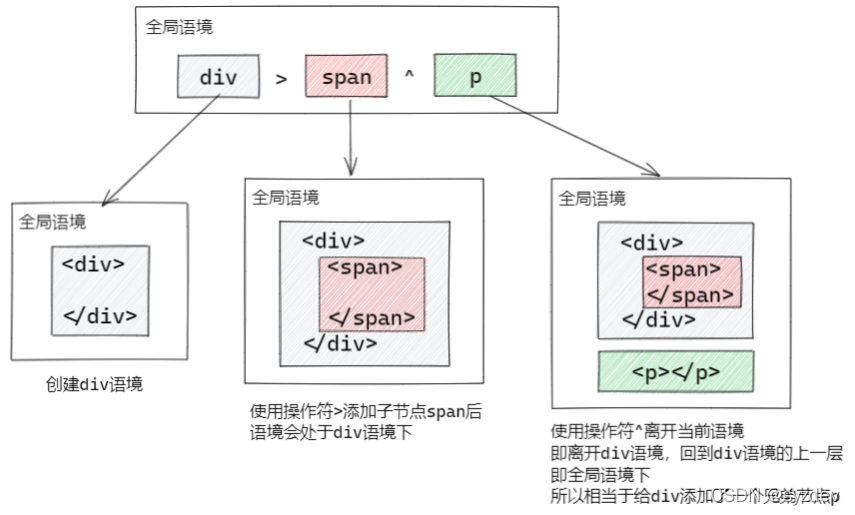 全局语境
div > span ^ p
全局语境
<div>
</div>
创建div语境
全局语境
<div>
<span>
</span>
</div>
使用操作符>添加子节点span后
语境会处于div语境下
全局语境
<div>
<span>
</span>
</div>
<p></p>
使用操作符^离开当前语境
即离开div语境，回到div语境的上一层
即全局语境下
所以相当于给div添加了一个兄弟节点p